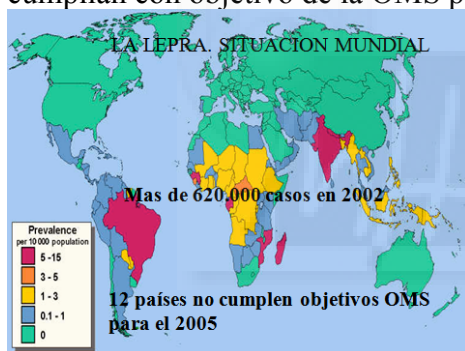 LA LEPRA. SITUACION MUNDIAL
Mas de 620.000 casos en 2002
Prevalence
per 10 000 population
5 - 15
3 - 5
1 - 3
0.1 - 1
0
12 países no cumplen objetivos OMS
para el 2005